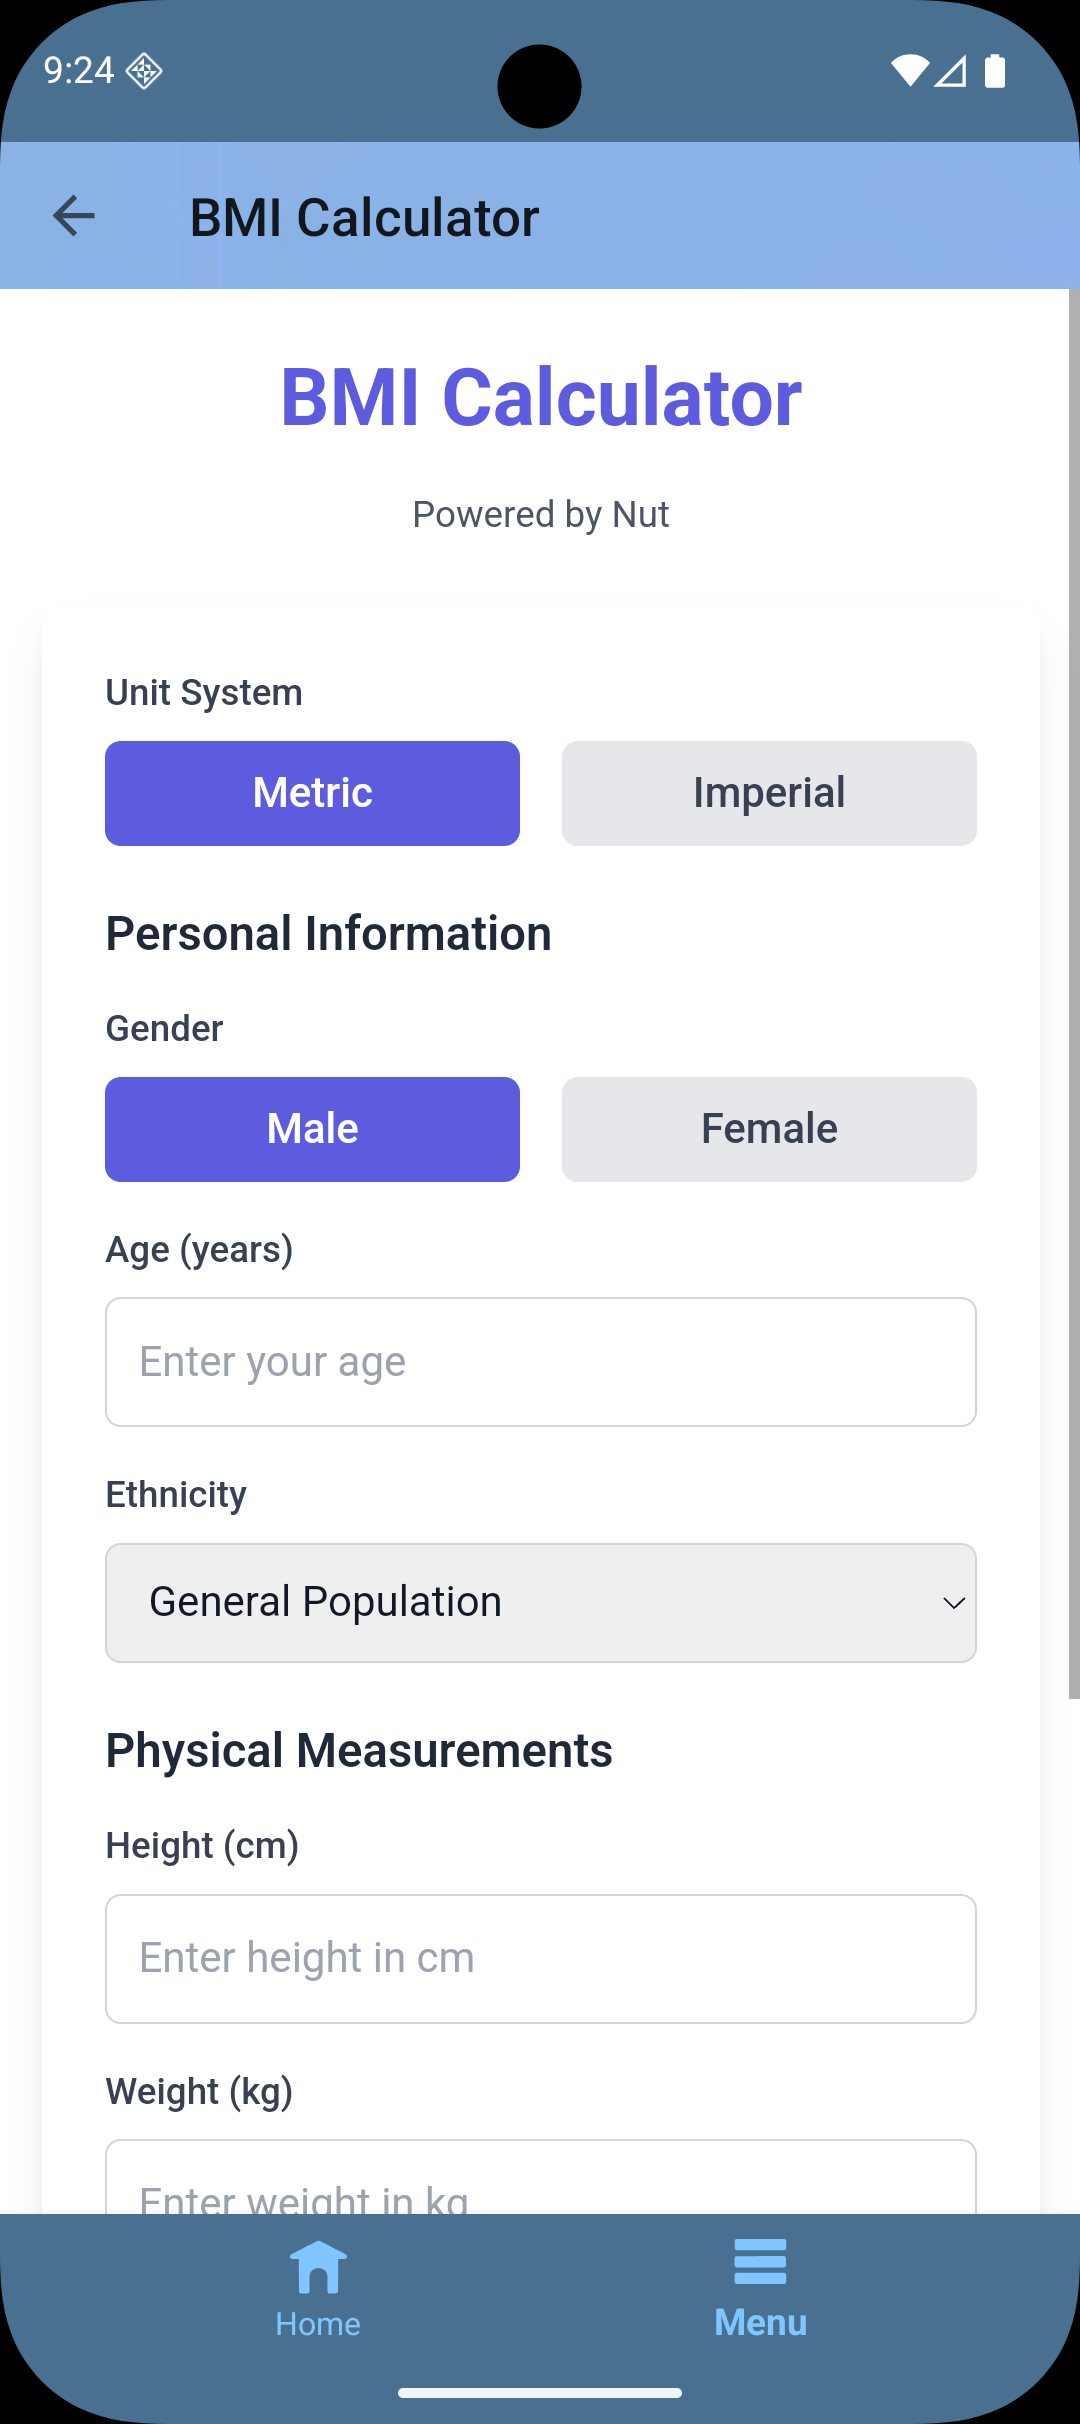 9:24
BMI Calculator
BMI Calculator
Powered by Nut
Unit System
Metric Imperial
Personal Information
Gender
Male Female
Age (years)
Enter your age
Ethnicity
General Population
Physical Measurements
Height (cm)
Enter height in cm
Weight (kg)
Enter weight in kg
Home Menu